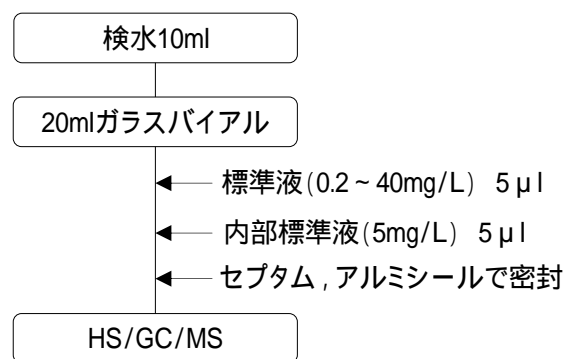 検水10ml
20mlガラスバイアル
標準液(0.2~40mg/L) 5μl
内部標準液(5mg/L) 5μl
セプタム,アルミシールで密封
HS/GC/MS